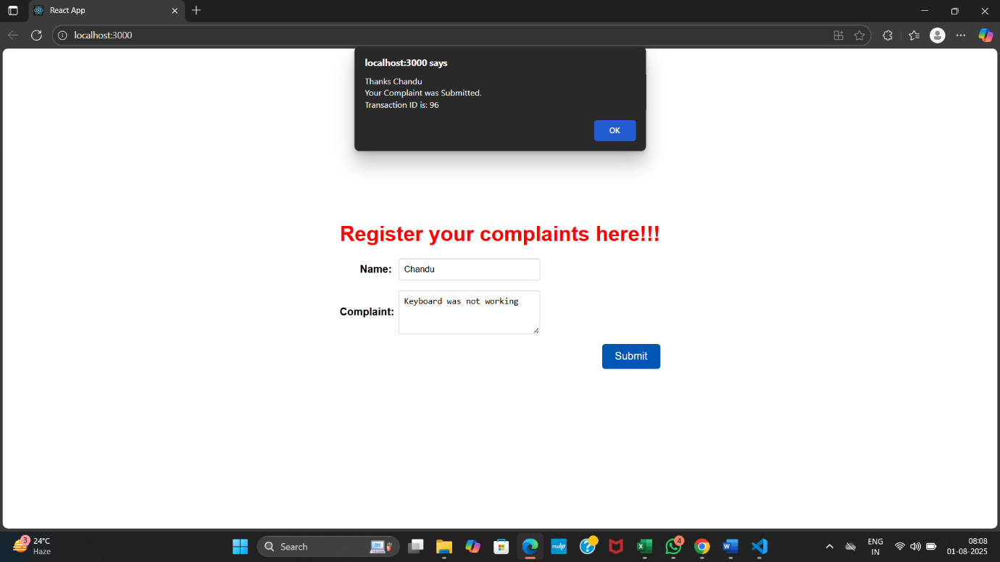 React App
localhost:3000
localhost:3000 says
Thanks Chandu
Your Complaint was Submitted.
Transaction ID is: 96
OK
Register your complaints here!!!
Name:
Chandu
Complaint:
Keyboard was not working
Submit
3
24°C
Haze
Search
myhp
4
ENG
IN
08:08
01-08-2025